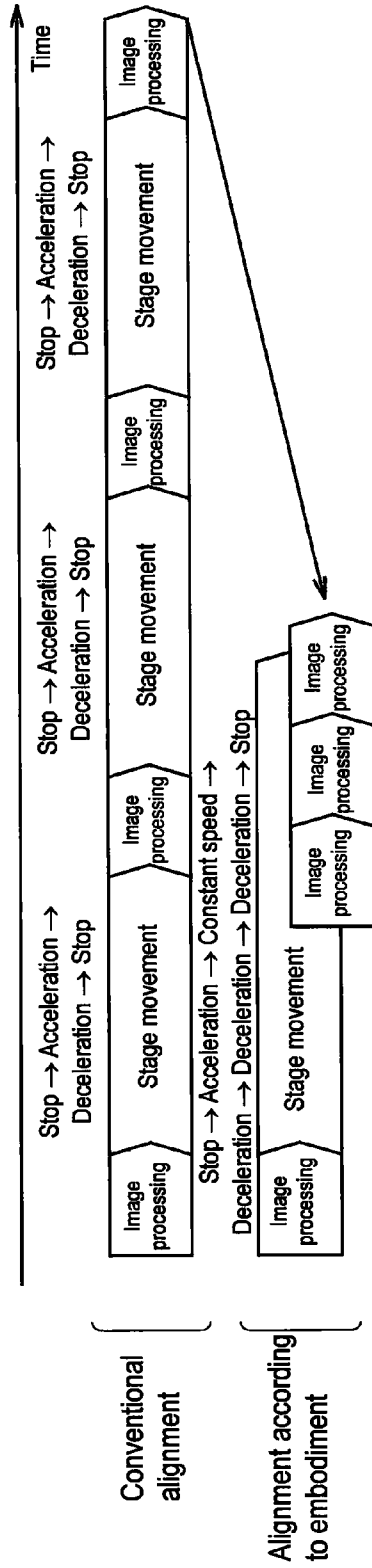 Time
Stop → Acceleration →
Deceleration → Stop
Stop → Acceleration →
Deceleration → Stop
Stop → Acceleration →
Deceleration → Stop
Conventional
alignment
Image
processing
Stage movement
Image
processing
Stage movement
Image
processing
Stage movement
Image
processing
Stop → Acceleration → Constant speed →
Deceleration → Deceleration → Deceleration → Stop
Alignment according
to embodiment
Image
processing
Stage movement
Image
processing
Image
processing
Image
processing